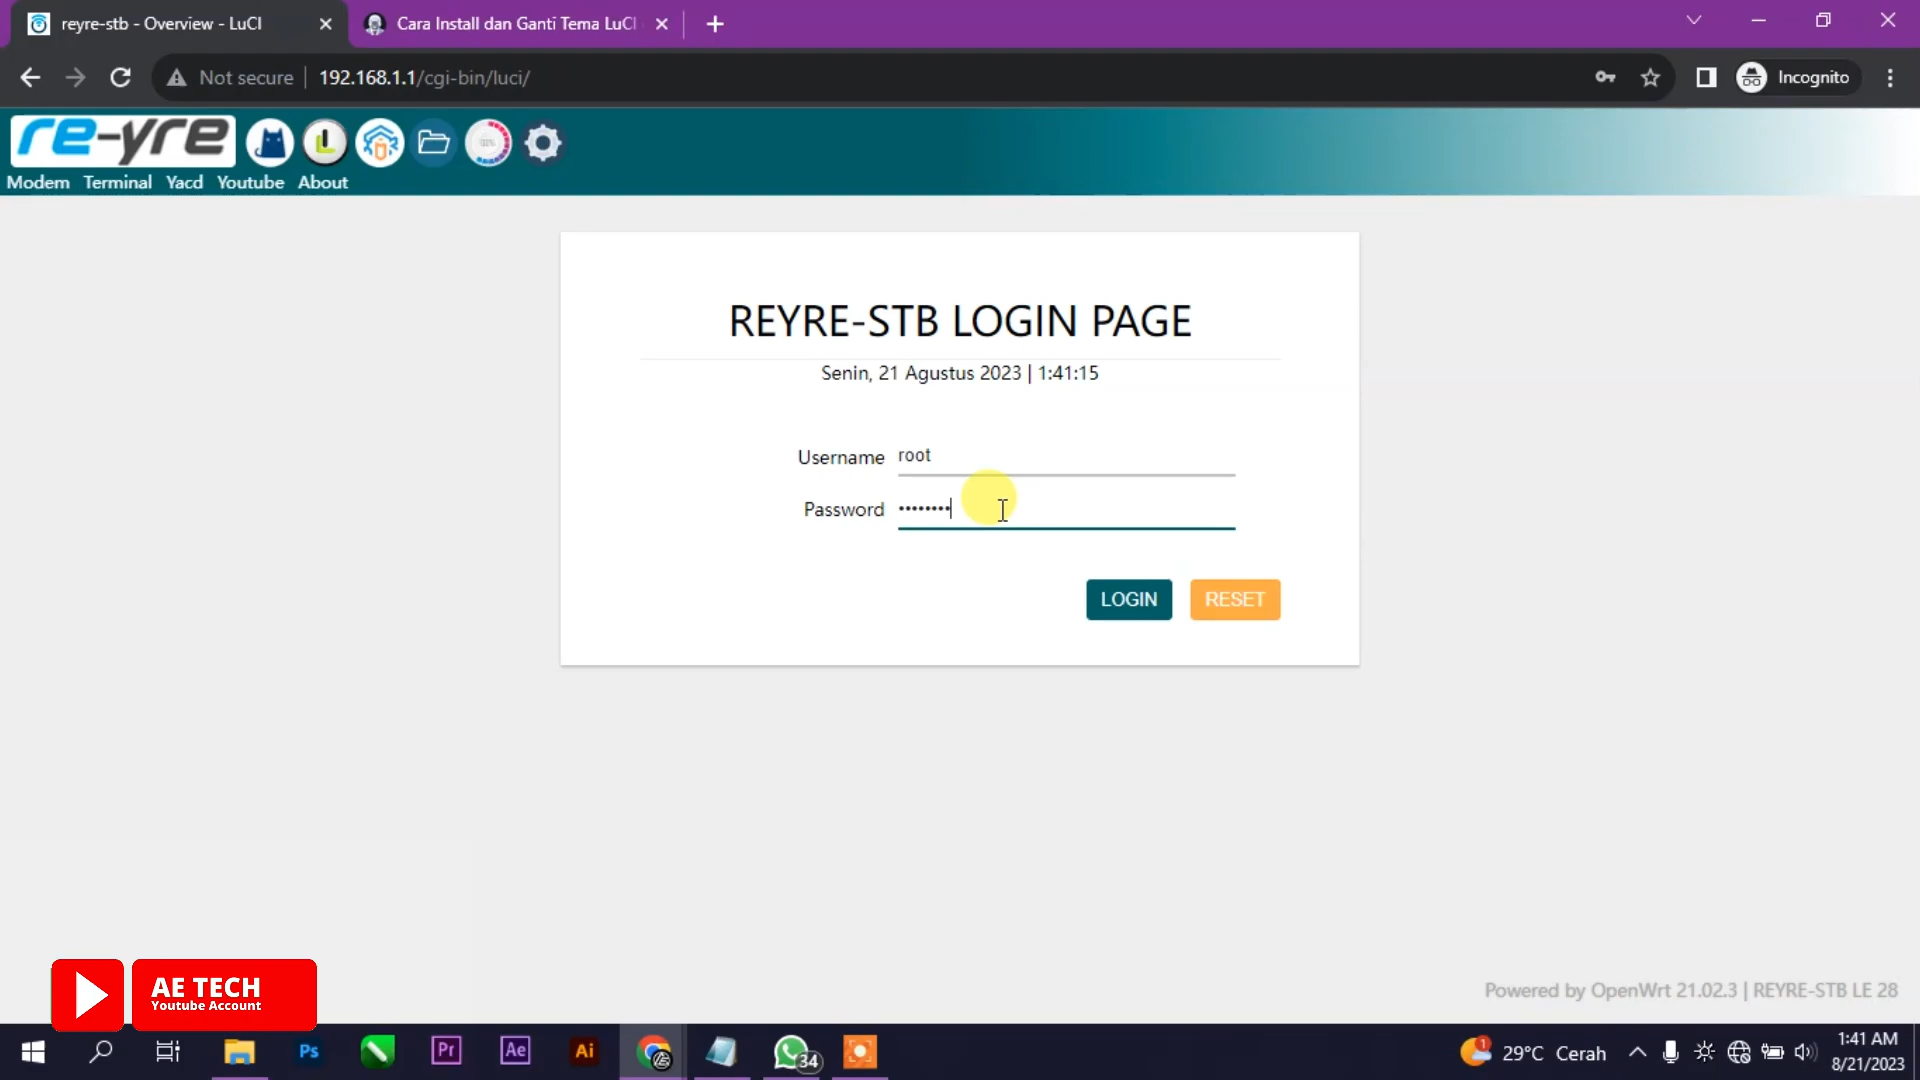 reyre-stb - Overview - LuCI
Cara Install dan Ganti Tema LuCI
Not secure
192.168.1.1/cgi-bin/luci/
Incognito
re-yre
Modem Terminal Yacd Youtube About
REYRE-STB LOGIN PAGE
Senin, 21 Agustus 2023 | 1:41:15
Username root
Password ••••••••
LOGIN RESET
Powered by OpenWrt 21.02.3 | REYRE-STB LE 28
AE TECH
Youtube Account
Ps
Pr
Ae
Ai
34
1
29°C Cerah
1:41 AM
8/21/2023